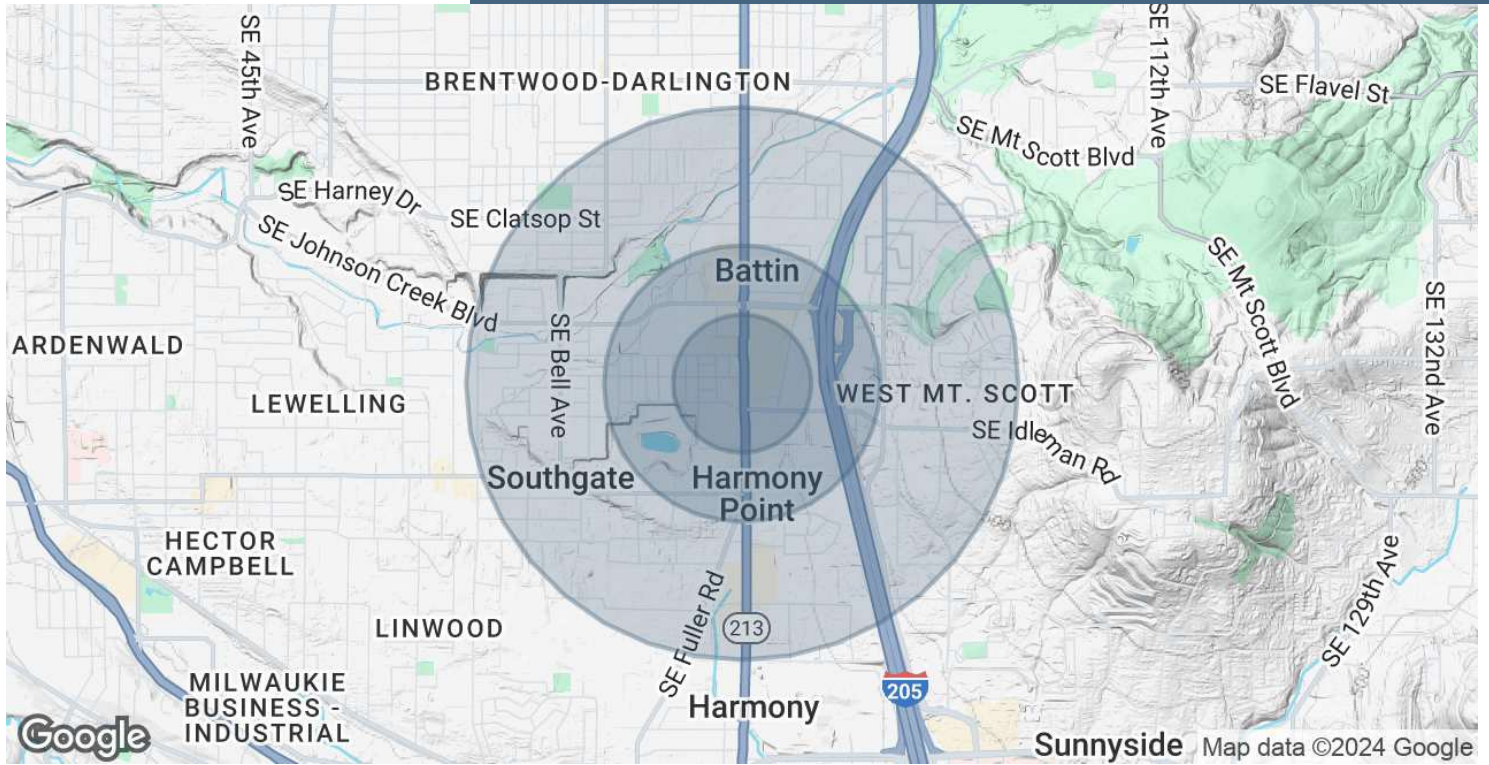 SE 45th Ave
BRENTWOOD-DARLINGTON
SE 112th Ave
SE Flavel St
SE Mt Scott Blvd
SE Harney Dr
SE Clatsop St
SE Johnson Creek Blvd
Battin
SE Mt Scott Blvd
SE 132nd Ave
ARDENWALD
SE Bell Ave
LEWELLING
WEST MT. SCOTT
SE Idleman Rd
Southgate
Harmony
Point
HECTOR
CAMPBELL
SE Fuller Rd
SE 129th Ave
LINWOOD
213
MILWAUKIE
BUSINESS -
INDUSTRIAL
205
Harmony
Google
Sunnyside
Map data ©2024 Google